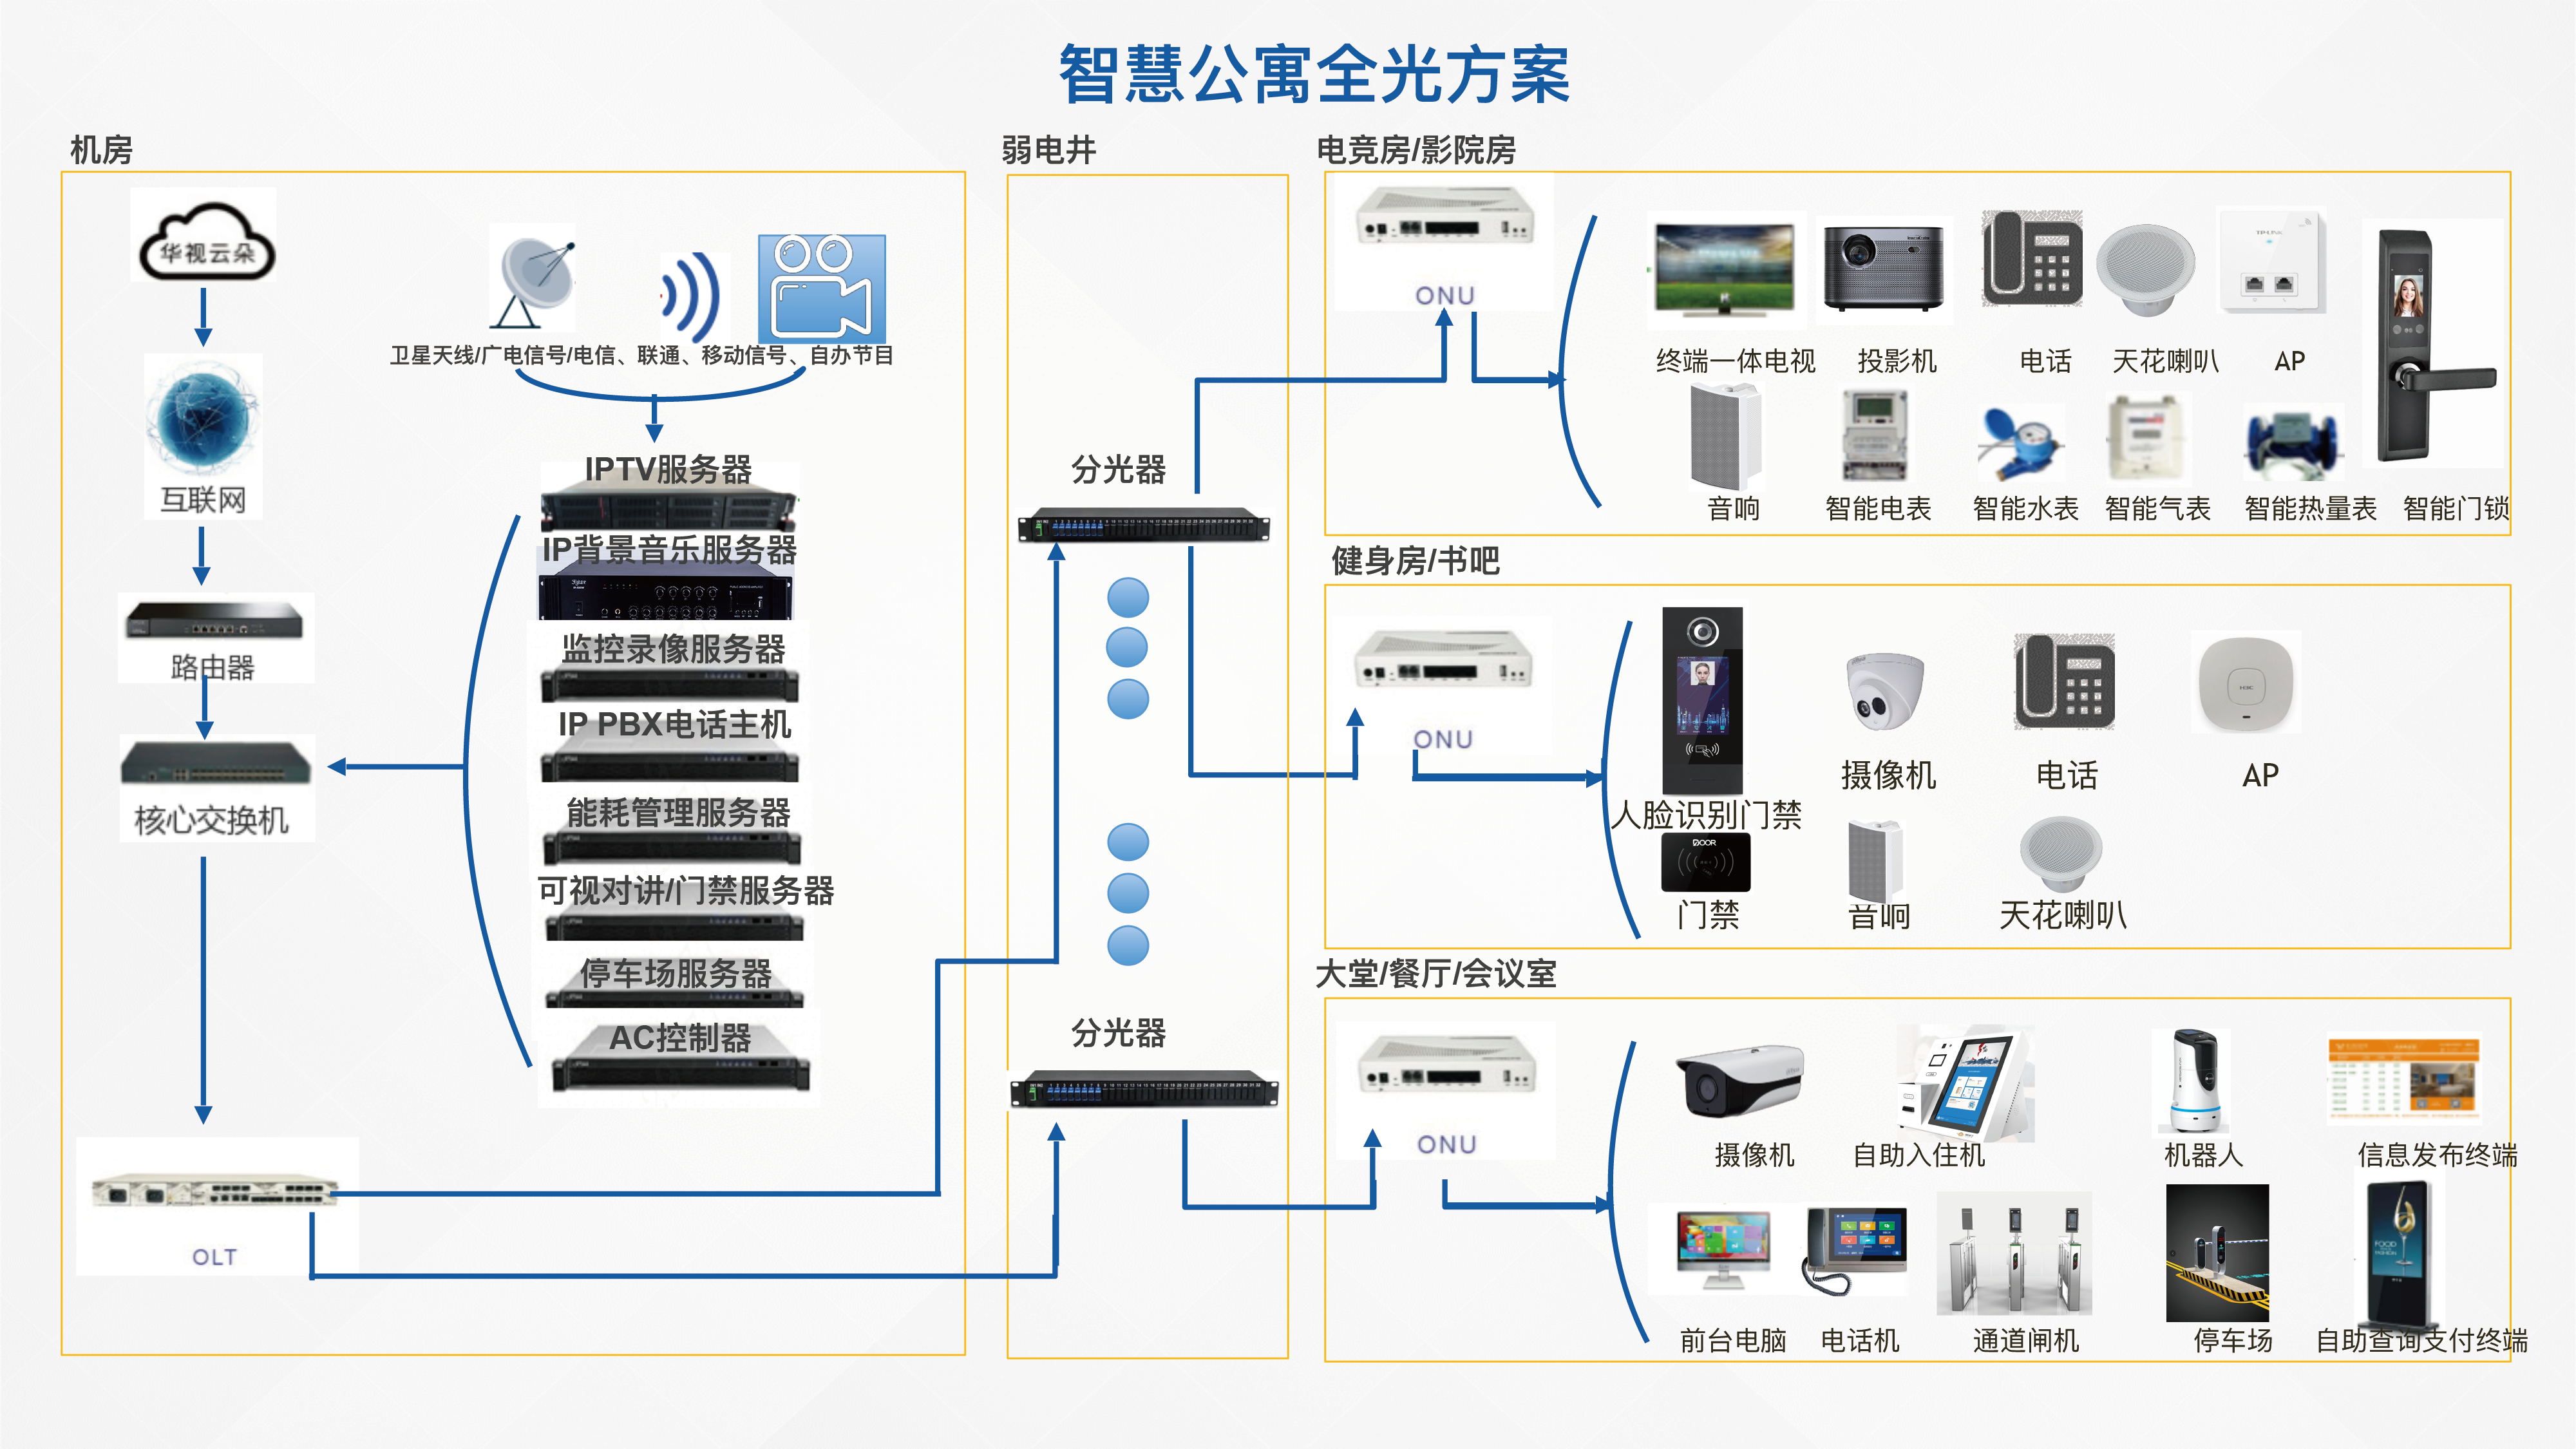 智慧公寓全光方案
机房
华视云朵
互联网
路由器
核心交换机
OLT
卫星天线/广电信号/电信、联通、移动信号、自办节目
IPTV服务器
IP背景音乐服务器
监控录像服务器
IP PBX电话主机
能耗管理服务器
可视对讲/门禁服务器
停车场服务器
AC控制器
弱电井
分光器
分光器
电竞房/影院房
ONU
TP-LINK
终端一体电视
投影机
电话
天花喇叭
AP
音响
智能电表
智能水表
智能气表
智能热量表
智能门锁
健身房/书吧
ONU
人脸识别门禁
摄像机
电话
AP
H3C
DOOR
门禁
音响
天花喇叭
大堂/餐厅/会议室
ONU
摄像机
自助入住机
机器人
信息发布终端
FOOD
FASHION
前台电脑
电话机
通道闸机
停车场
自助查询支付终端